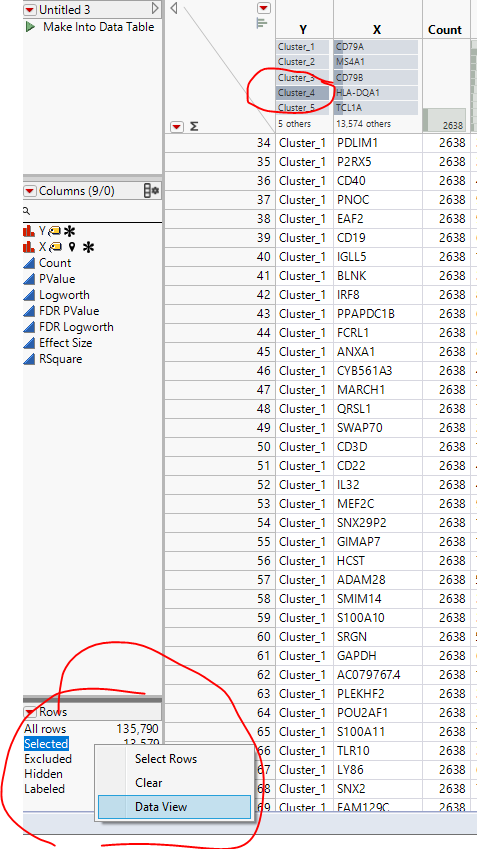 Untitled 3
Make Into Data Table
Columns (9/0)
Y
X
Count
PValue
Logworth
FDR PValue
FDR Logworth
Effect Size
RSquare
Rows
All rows 135,790
Selected 13,579
Excluded
Hidden
Labeled
Select Rows
Clear
Data View
Y X Count
Cluster_1 CD79A
Cluster_2 MS4A1
Cluster_3 CD79B
Cluster_4 HLA-DQA1
Cluster_5 TCL1A
5 others 13,574 others 2638
Σ
34 Cluster_1 PDLIM1 2638
35 Cluster_1 P2RX5 2638
36 Cluster_1 CD40 2638
37 Cluster_1 PNOC 2638
38 Cluster_1 EAF2 2638
39 Cluster_1 CD19 2638
40 Cluster_1 IGLL5 2638
41 Cluster_1 BLNK 2638
42 Cluster_1 IRF8 2638
43 Cluster_1 PPAPDC1B 2638
44 Cluster_1 FCRL1 2638
45 Cluster_1 ANXA1 2638
46 Cluster_1 CYB561A3 2638
47 Cluster_1 MARCH1 2638
48 Cluster_1 QRSL1 2638
49 Cluster_1 SWAP70 2638
50 Cluster_1 CD3D 2638
51 Cluster_1 CD22 2638
52 Cluster_1 IL32 2638
53 Cluster_1 MEF2C 2638
54 Cluster_1 SNX29P2 2638
55 Cluster_1 GIMAP7 2638
56 Cluster_1 HCST 2638
57 Cluster_1 ADAM28 2638
58 Cluster_1 SMIM14 2638
59 Cluster_1 S100A10 2638
60 Cluster_1 SRGN 2638
61 Cluster_1 GAPDH 2638
62 Cluster_1 AC079767.4 2638
63 Cluster_1 PLEKHF2 2638
64 Cluster_1 POU2AF1 2638
65 Cluster_1 S100A11 2638
66 Cluster_1 TLR10 2638
67 Cluster_1 LY86 2638
68 Cluster_1 SNX2 2638
69 Cluster_1 FAM129C 2638